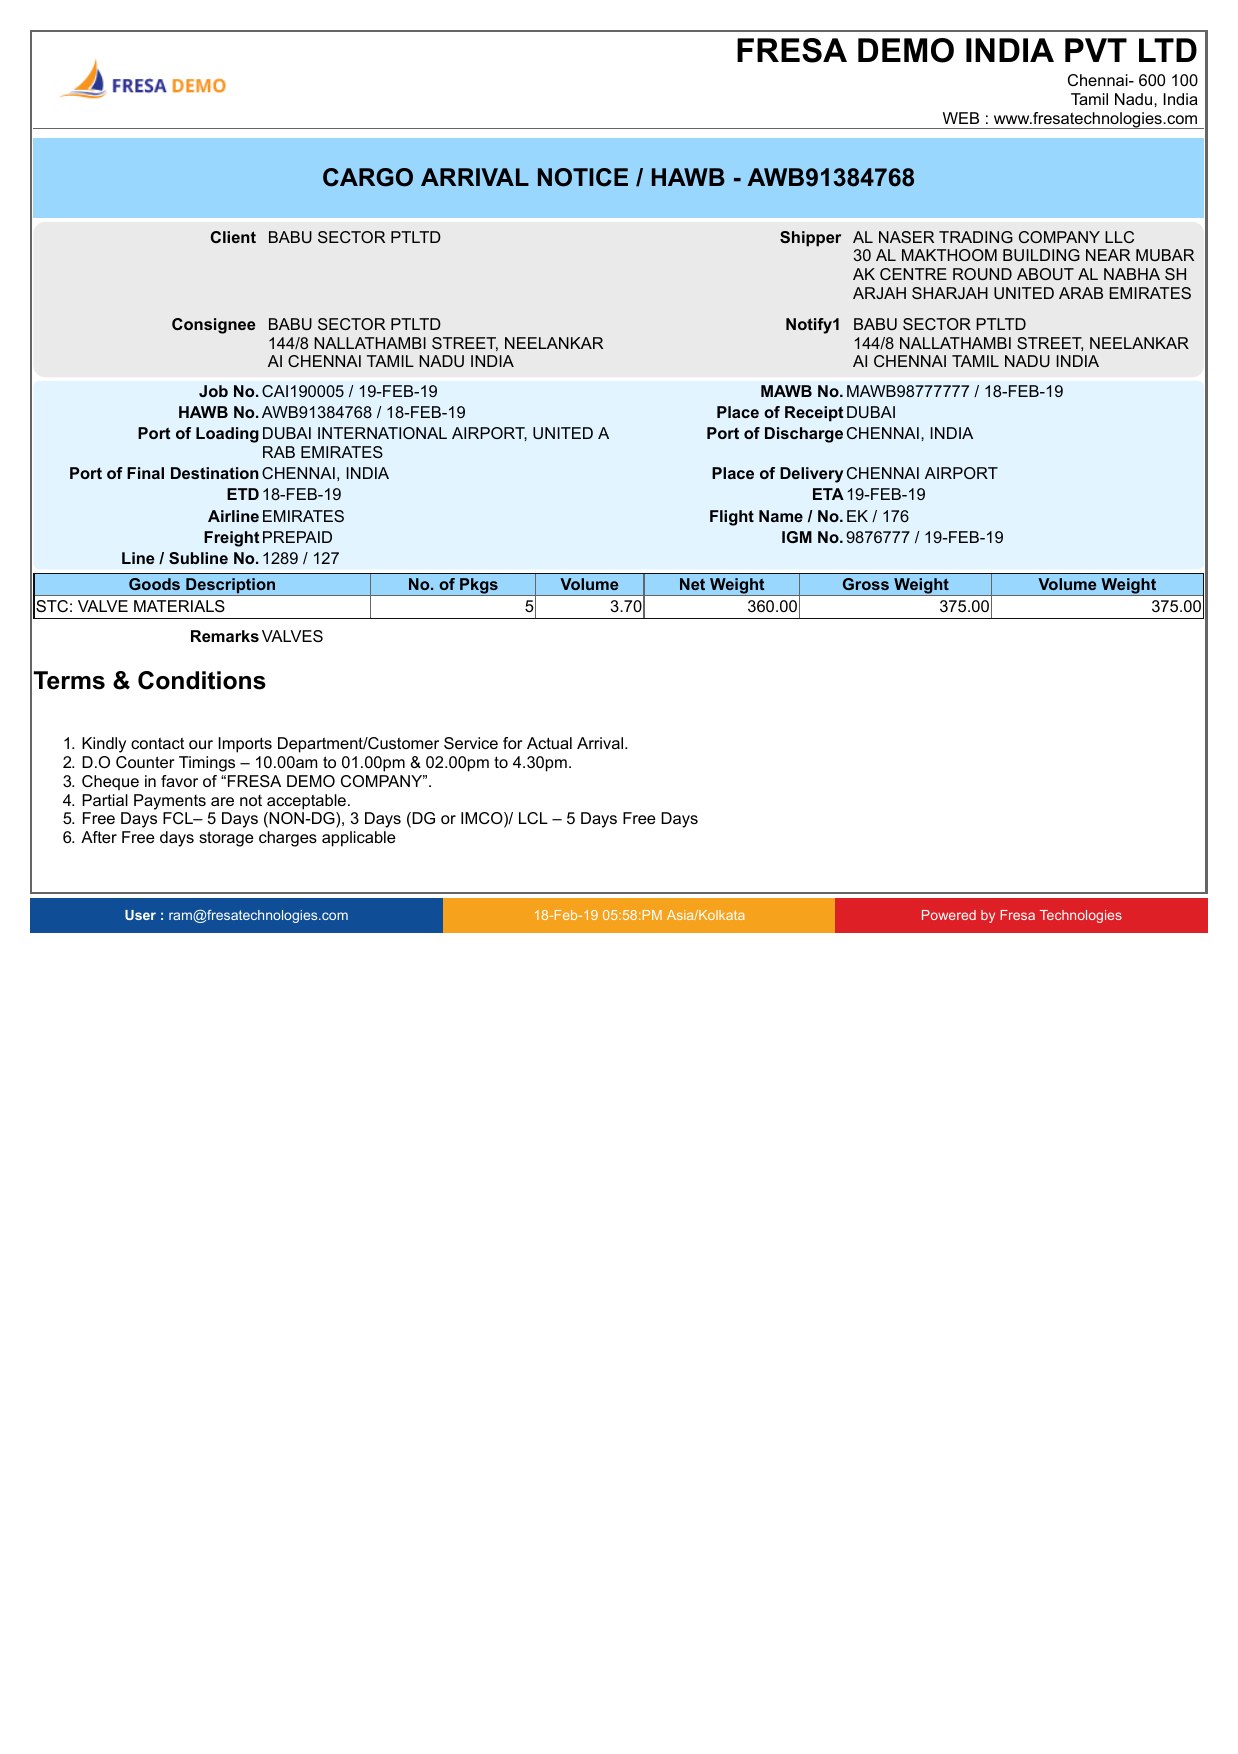 FRESA DEMO
FRESA DEMO INDIA PVT LTD
Chennai- 600 100
Tamil Nadu, India
WEB : www.fresatechnologies.com
CARGO ARRIVAL NOTICE / HAWB - AWB91384768
Client BABU SECTOR PTLTD
Shipper AL NASER TRADING COMPANY LLC
30 AL MAKTHOOM BUILDING NEAR MUBAR
AK CENTRE ROUND ABOUT AL NABHA SH
ARJAH SHARJAH UNITED ARAB EMIRATES
Consignee BABU SECTOR PTLTD
144/8 NALLATHAMBI STREET, NEELANKAR
AI CHENNAI TAMIL NADU INDIA
Notify1 BABU SECTOR PTLTD
144/8 NALLATHAMBI STREET, NEELANKAR
AI CHENNAI TAMIL NADU INDIA
Job No. CAI190005 / 19-FEB-19 MAWB No. MAWB98777777 / 18-FEB-19
HAWB No. AWB91384768 / 18-FEB-19 Place of Receipt DUBAI
Port of Loading DUBAI INTERNATIONAL AIRPORT, UNITED A Port of Discharge CHENNAI, INDIA
RAB EMIRATES
Port of Final Destination CHENNAI, INDIA Place of Delivery CHENNAI AIRPORT
ETD 18-FEB-19 ETA 19-FEB-19
Airline EMIRATES Flight Name / No. EK / 176
Freight PREPAID IGM No. 9876777 / 19-FEB-19
Line / Subline No. 1289 / 127
Goods Description No. of Pkgs Volume Net Weight Gross Weight Volume Weight
STC: VALVE MATERIALS 5 3.70 360.00 375.00 375.00
Remarks VALVES
Terms & Conditions
1. Kindly contact our Imports Department/Customer Service for Actual Arrival.
2. D.O Counter Timings – 10.00am to 01.00pm & 02.00pm to 4.30pm.
3. Cheque in favor of “FRESA DEMO COMPANY”.
4. Partial Payments are not acceptable.
5. Free Days FCL– 5 Days (NON-DG), 3 Days (DG or IMCO)/ LCL – 5 Days Free Days
6. After Free days storage charges applicable
User : ram@fresatechnologies.com 18-Feb-19 05:58:PM Asia/Kolkata Powered by Fresa Technologies